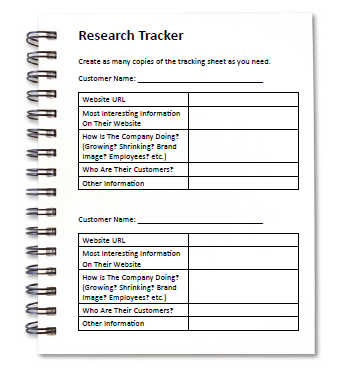 Research Tracker
Create as many copies of the tracking sheet as you need.
Customer Name: ______________________________
Website URL
Most Interesting Information
On Their Website
How Is The Company Doing?
(Growing? Shrinking? Brand
Image? Employees? etc.)
Who Are Their Customers?
Other Information
Customer Name: ______________________________
Website URL
Most Interesting Information
On Their Website
How Is The Company Doing?
(Growing? Shrinking? Brand
Image? Employees? etc.)
Who Are Their Customers?
Other Information